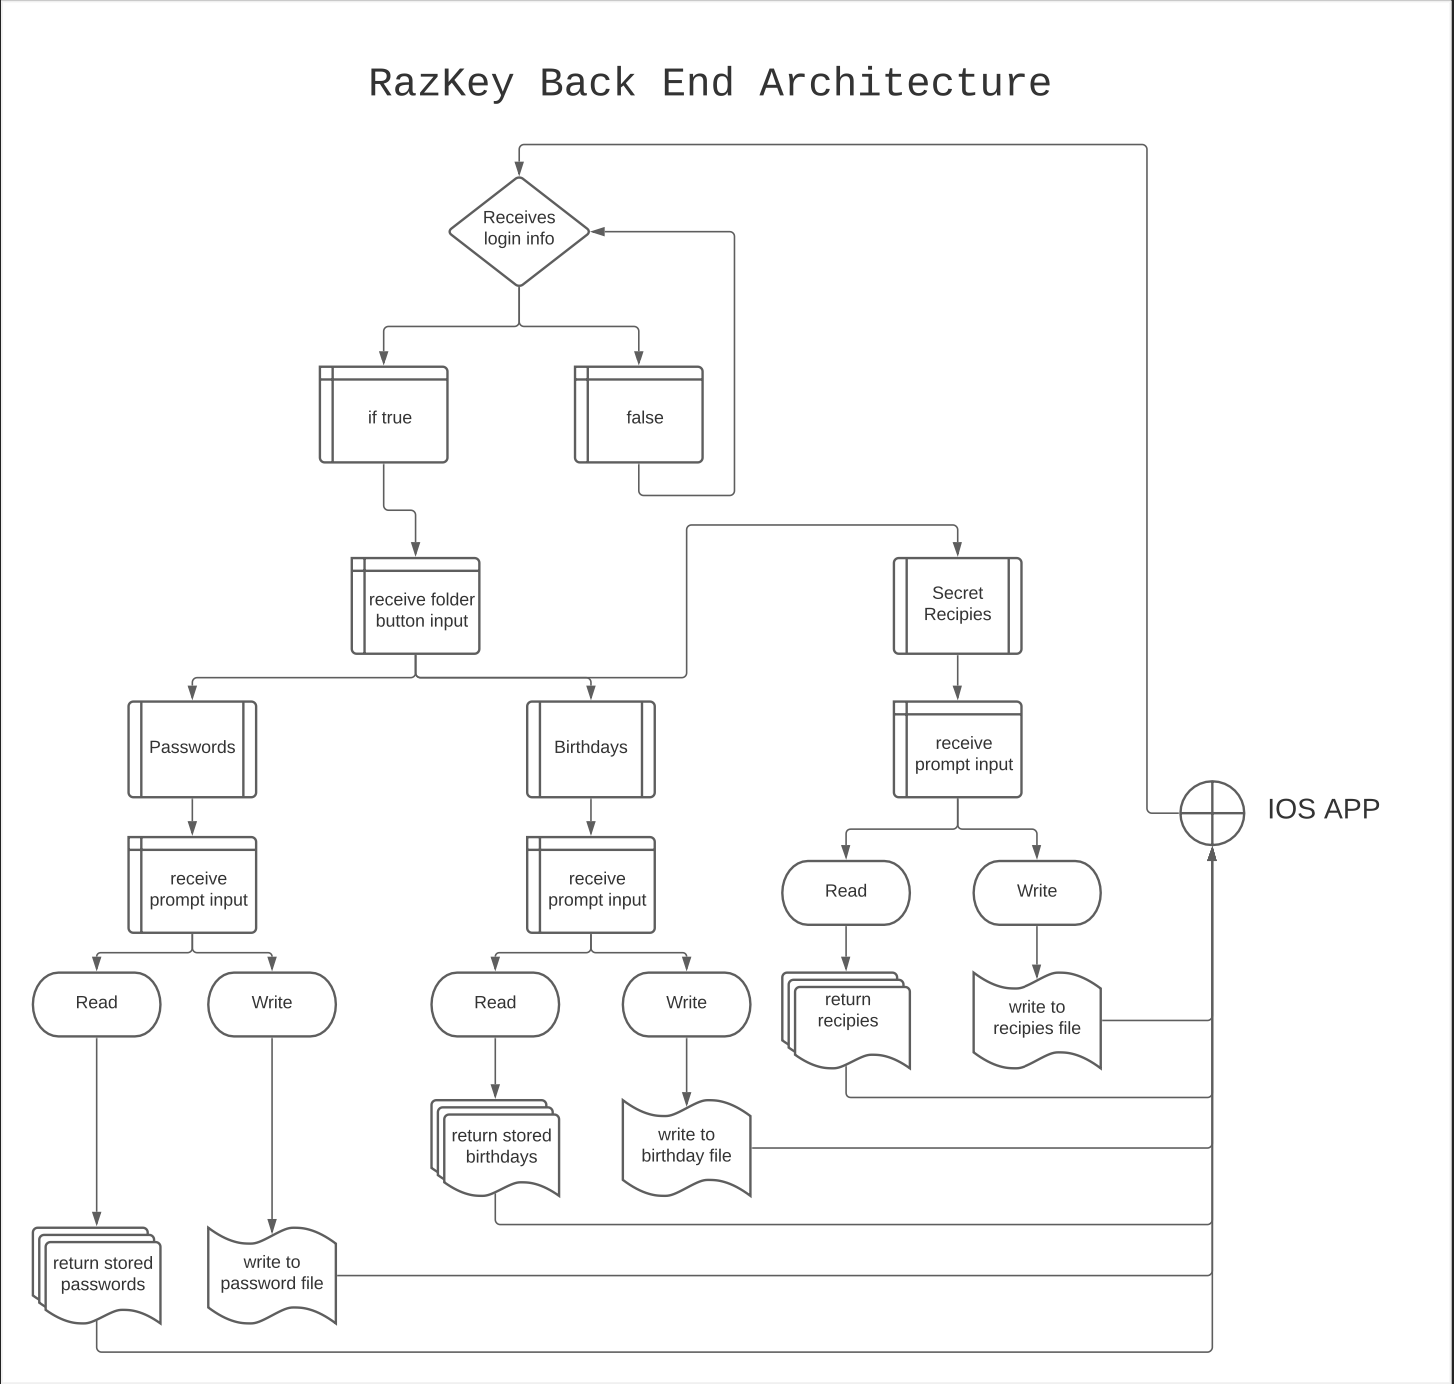 RazKey Back End Architecture
Receives
login info
if true
false
receive folder
button input
Secret
Recipies
Passwords
Birthdays
receive
prompt input
IOS APP
receive
prompt input
receive
prompt input
Read
Write
Read
Write
Read
Write
return
recipies
write to
recipies file
return stored
birthdays
write to
birthday file
return stored
passwords
write to
password file